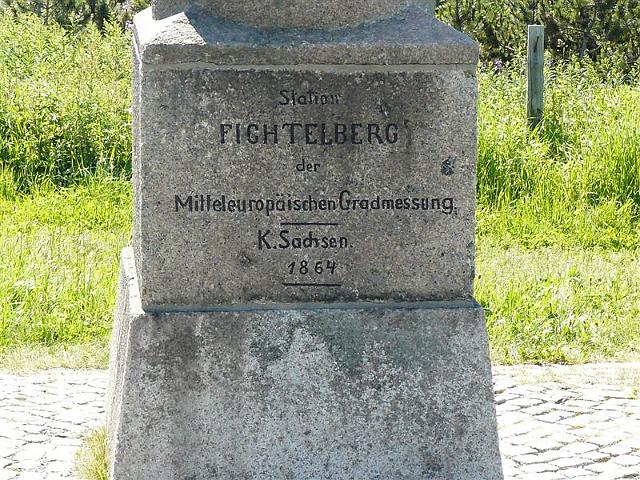 Station
FICHTELBERG
der
Mitteleuropäischen Gradmessung.
K. Sachsen.
1864